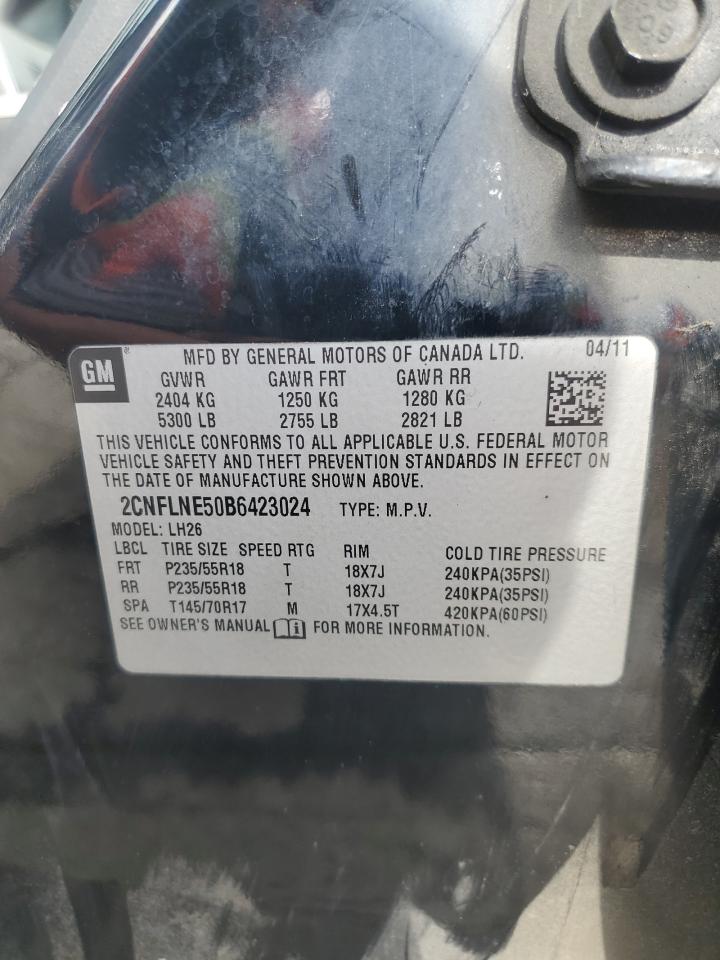 GM
®
MFD BY GENERAL MOTORS OF CANADA LTD. 04/11
GVWR GAWR FRT GAWR RR
2404 KG 1250 KG 1280 KG
5300 LB 2755 LB 2821 LB
THIS VEHICLE CONFORMS TO ALL APPLICABLE U.S. FEDERAL MOTOR
VEHICLE SAFETY AND THEFT PREVENTION STANDARDS IN EFFECT ON
THE DATE OF MANUFACTURE SHOWN ABOVE.
2CNFLNE50B6423024 TYPE: M.P.V.
MODEL: LH26
LBCL TIRE SIZE SPEED RTG RIM COLD TIRE PRESSURE
FRT P235/55R18 T 18X7J 240KPA(35PSI)
RR P235/55R18 T 18X7J 240KPA(35PSI)
SPA T145/70R17 M 17X4.5T 420KPA(60PSI)
SEE OWNER'S MANUAL FOR MORE INFORMATION.